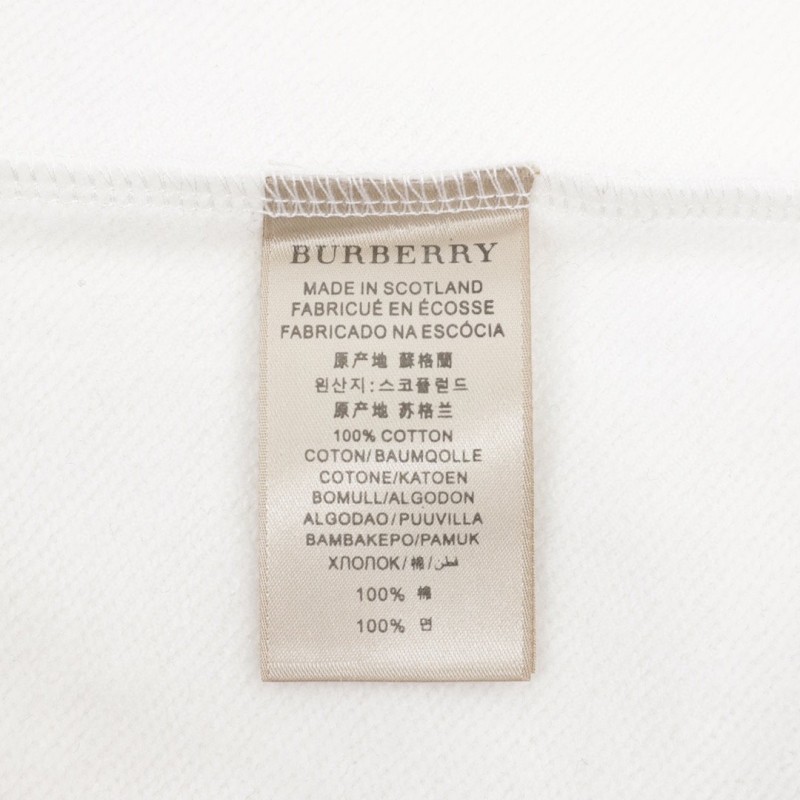 BURBERRY
MADE IN SCOTLAND
FABRICUÉ EN ÉCOSSE
FABRICADO NA ESCÓCIA
原产地 蘇格蘭
원산지:스코플런드
原产地 苏格兰
100% COTTON
COTON/BAUMQOLLE
COTONE/KATOEN
BOMULL/ALGODON
ALGODAO/PUUVILLA
BAMBAKEPO/PAMUK
ХЛОПОК/棉/قطن
100% 棉
100% 면